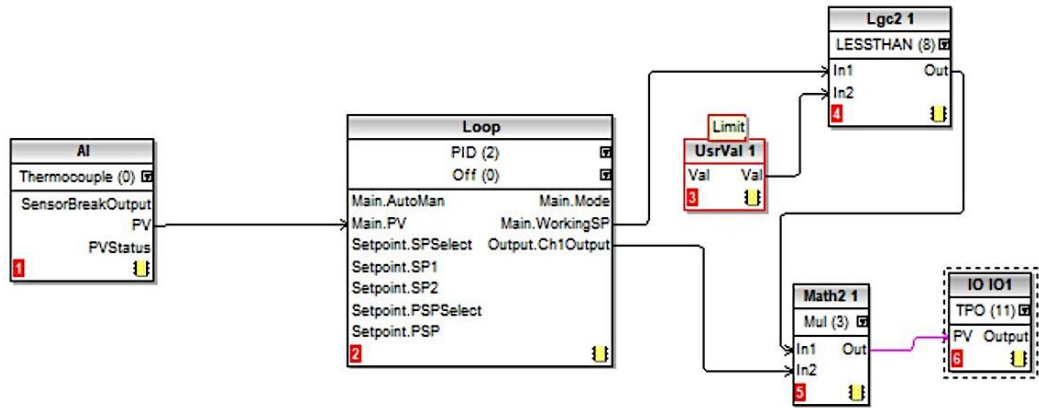 AI
Thermocouple (0)
SensorBreakOutput
PV
PVStatus
1
Loop
PID (2)
Off (0)
Main.AutoMan Main.Mode
Main.PV Main.WorkingSP
Setpoint.SPSelect Output.Ch1Output
Setpoint.SP1
Setpoint.SP2
Setpoint.PSPSelect
Setpoint.PSP
2
Limit
UsrVal 1
Val Val
3
Lgc2 1
LESSTHAN (8)
In1 Out
In2
4
Math2 1
Mul (3)
In1 Out
In2
5
IO IO1
TPO (11)
PV Output
6